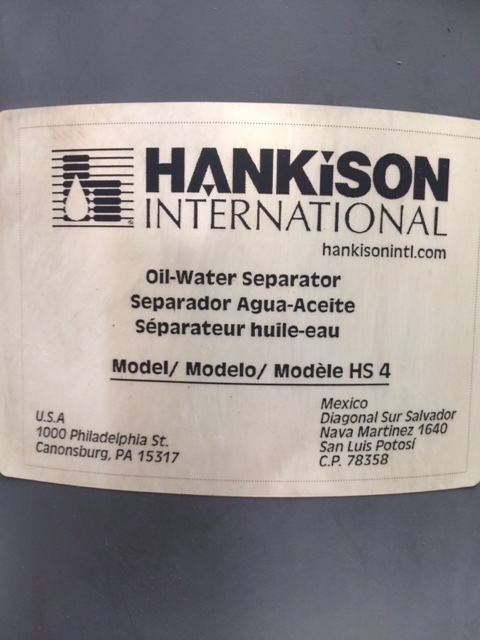 HANKiSON
INTERNATIONAL
hankisonintl.com
Oil-Water Separator
Separador Agua-Aceite
Séparateur huile-eau
Model/ Modelo/ Modèle HS 4
U.S.A
1000 Philadelphia St.
Canonsburg, PA 15317
Mexico
Diagonal Sur Salvador
Nava Martinez 1640
San Luis Potosí
C.P. 78358